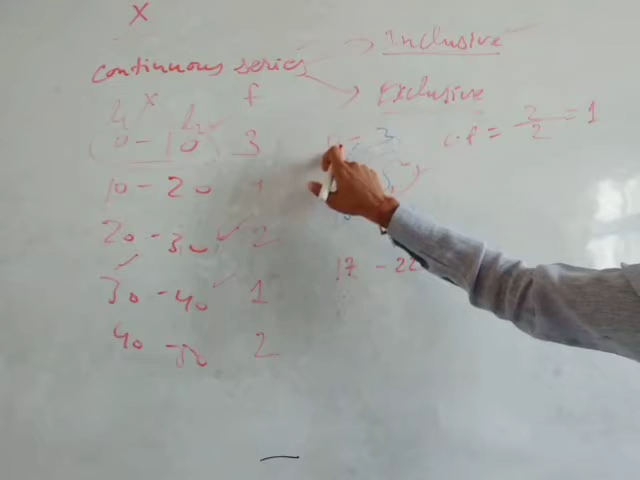 X
continuous series → Inclusive
→ Exclusive
L1 X L2 f
0 - 10 3
c.f = 2/2 = 1
10 - 20 1
20 - 30 2
17 - 22
30 - 40 1
40 - 50 2